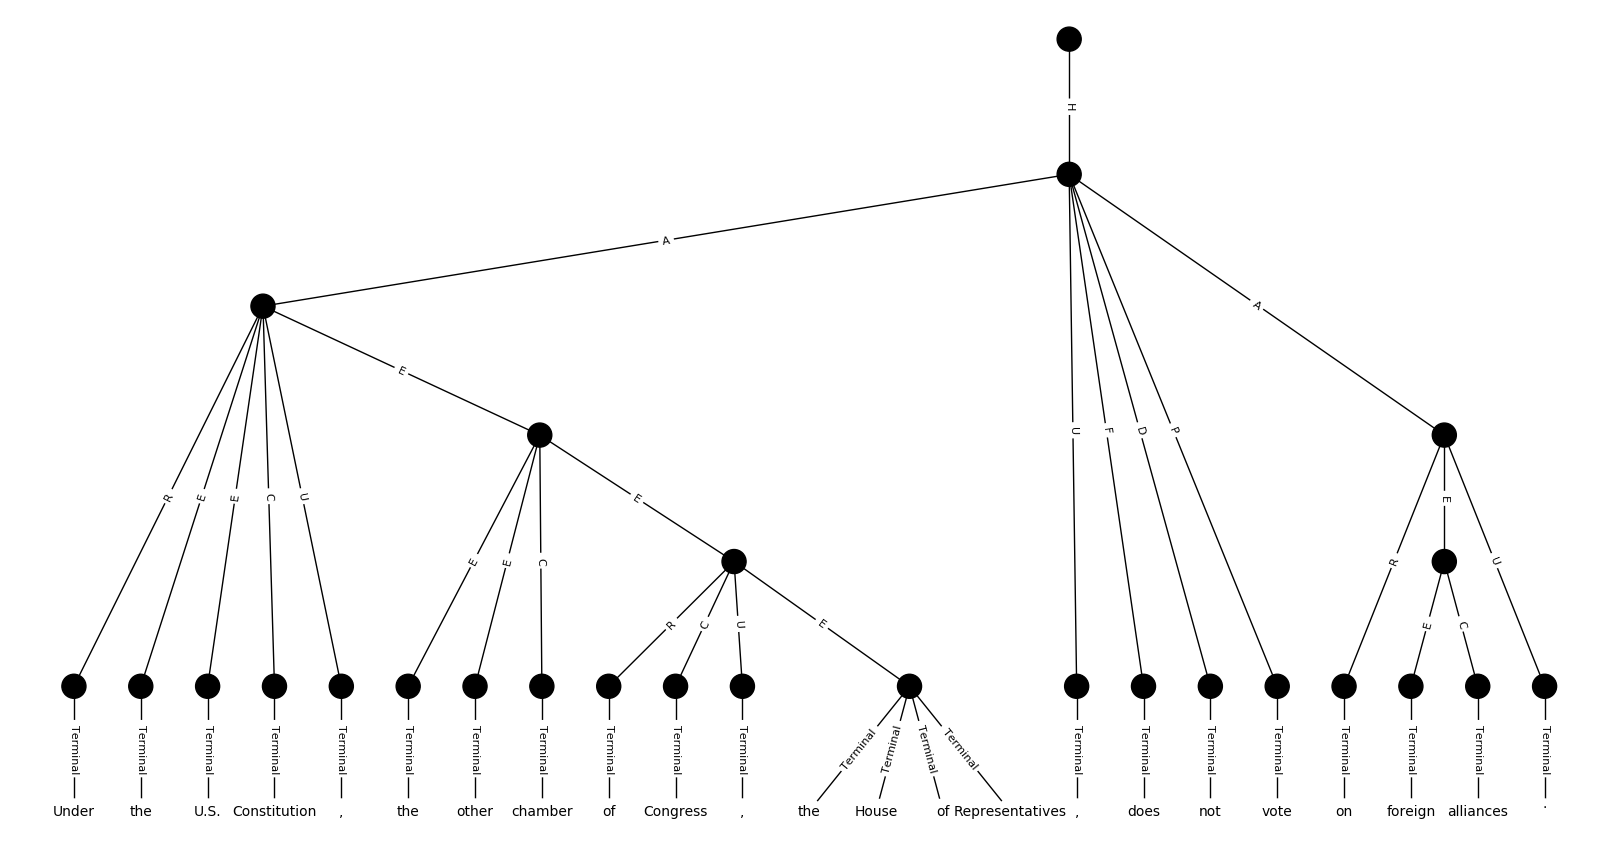 H
A
A
E
U
F
D
P
R
E
E
C
U
E
R
E
U
E
E
C
R
C
U
E
E
C
Terminal Terminal Terminal Terminal Terminal Terminal Terminal Terminal Terminal Terminal Terminal Terminal Terminal Terminal Terminal Terminal Terminal Terminal Terminal Terminal Terminal Terminal Terminal
Under the U.S. Constitution , the other chamber of Congress , the House of Representatives , does not vote on foreign alliances .